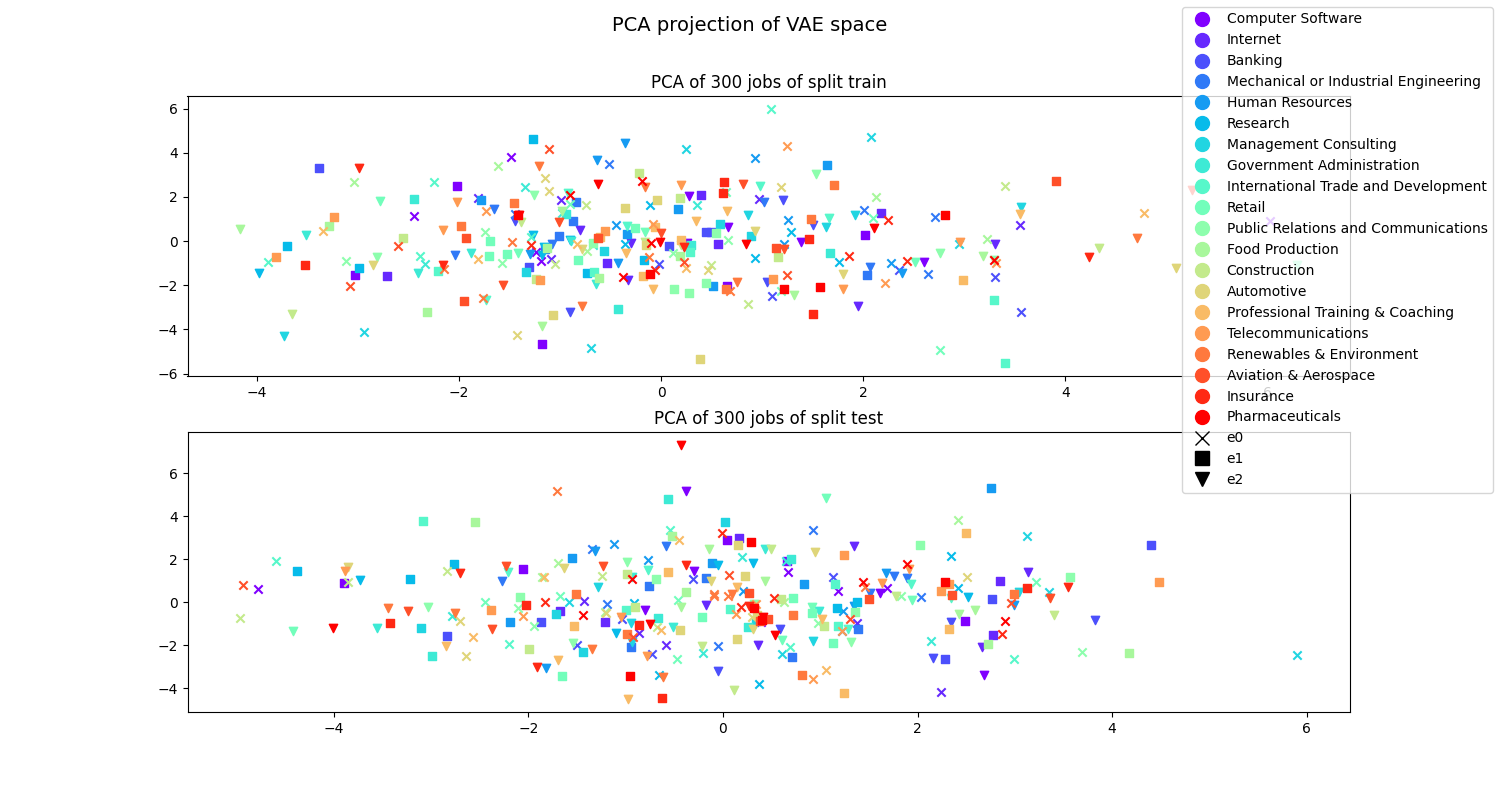 PCA projection of VAE space
PCA of 300 jobs of split train
6
4
2
0
−2
−4
−6
−4
−2
0
2
4
6
PCA of 300 jobs of split test
6
4
2
0
−2
−4
−4
−2
0
2
4
6
Computer Software
Internet
Banking
Mechanical or Industrial Engineering
Human Resources
Research
Management Consulting
Government Administration
International Trade and Development
Retail
Public Relations and Communications
Food Production
Construction
Automotive
Professional Training & Coaching
Telecommunications
Renewables & Environment
Aviation & Aerospace
Insurance
Pharmaceuticals
e0
e1
e2